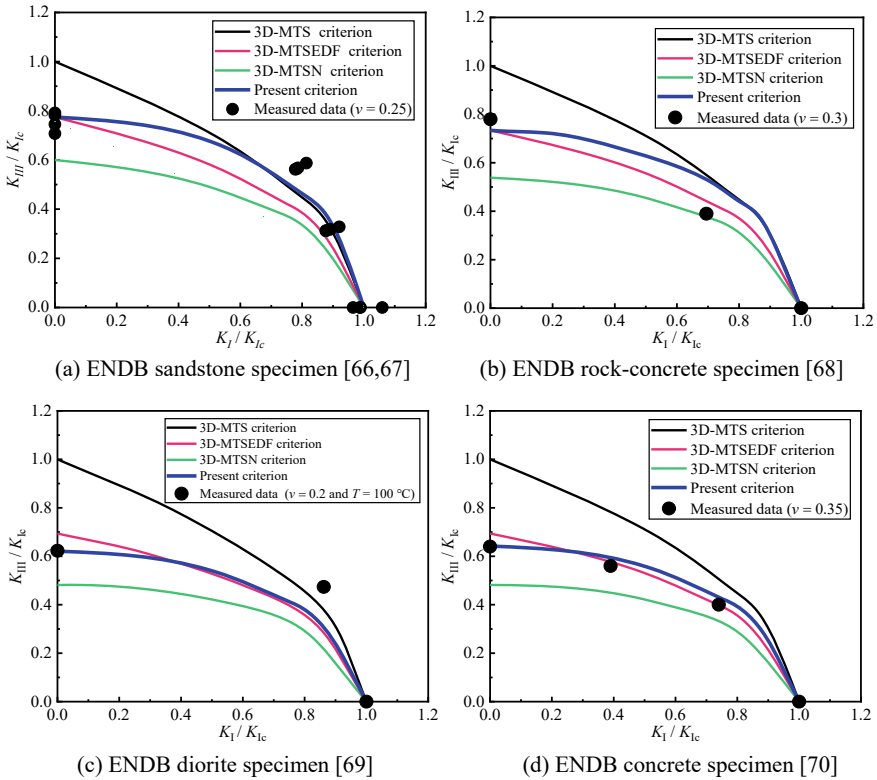 3D-MTS criterion
3D-MTSEDF criterion
3D-MTSN criterion
Present criterion
Measured data (v = 0.25)
K_III / K_Ic
1.2
1.0
0.8
0.6
0.4
0.2
0.0
0.0 0.2 0.4 0.6 0.8 1.0 1.2
K_I / K_Ic
(a) ENDB sandstone specimen [66,67]
3D-MTS criterion
3D-MTSEDF criterion
3D-MTSN criterion
Present criterion
Measured data (v = 0.3)
K_III / K_Ic
1.2
1.0
0.8
0.6
0.4
0.2
0.0
0.0 0.2 0.4 0.6 0.8 1.0 1.2
K_I / K_Ic
(b) ENDB rock-concrete specimen [68]
3D-MTS criterion
3D-MTSEDF criterion
3D-MTSN criterion
Present criterion
Measured data (v = 0.2 and T = 100 ℃)
K_III / K_Ic
1.2
1.0
0.8
0.6
0.4
0.2
0.0
0.0 0.2 0.4 0.6 0.8 1.0 1.2
K_I / K_Ic
(c) ENDB diorite specimen [69]
3D-MTS criterion
3D-MTSEDF criterion
3D-MTSN criterion
Present criterion
Measured data (v = 0.35)
K_III / K_Ic
1.2
1.0
0.8
0.6
0.4
0.2
0.0
0.0 0.2 0.4 0.6 0.8 1.0 1.2
K_I / K_Ic
(d) ENDB concrete specimen [70]